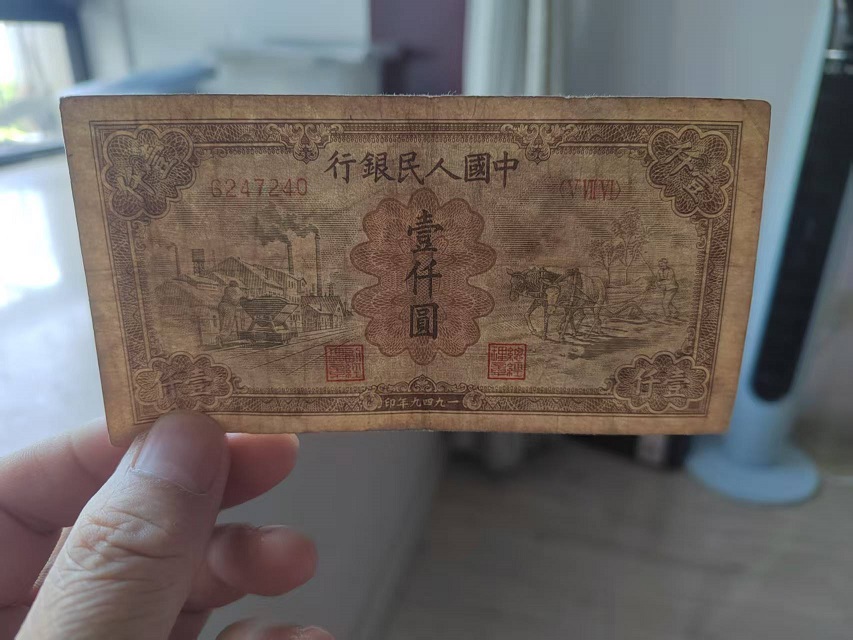 中國人民銀行
6247240
壹仟圓
壹仟
壹仟
一九四九年印